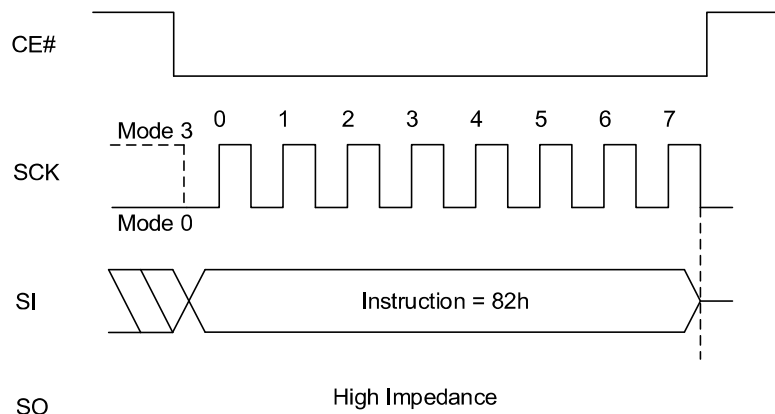 CE#
Mode 3
0 1 2 3 4 5 6 7
SCK
Mode 0
SI
Instruction = 82h
SO
High Impedance